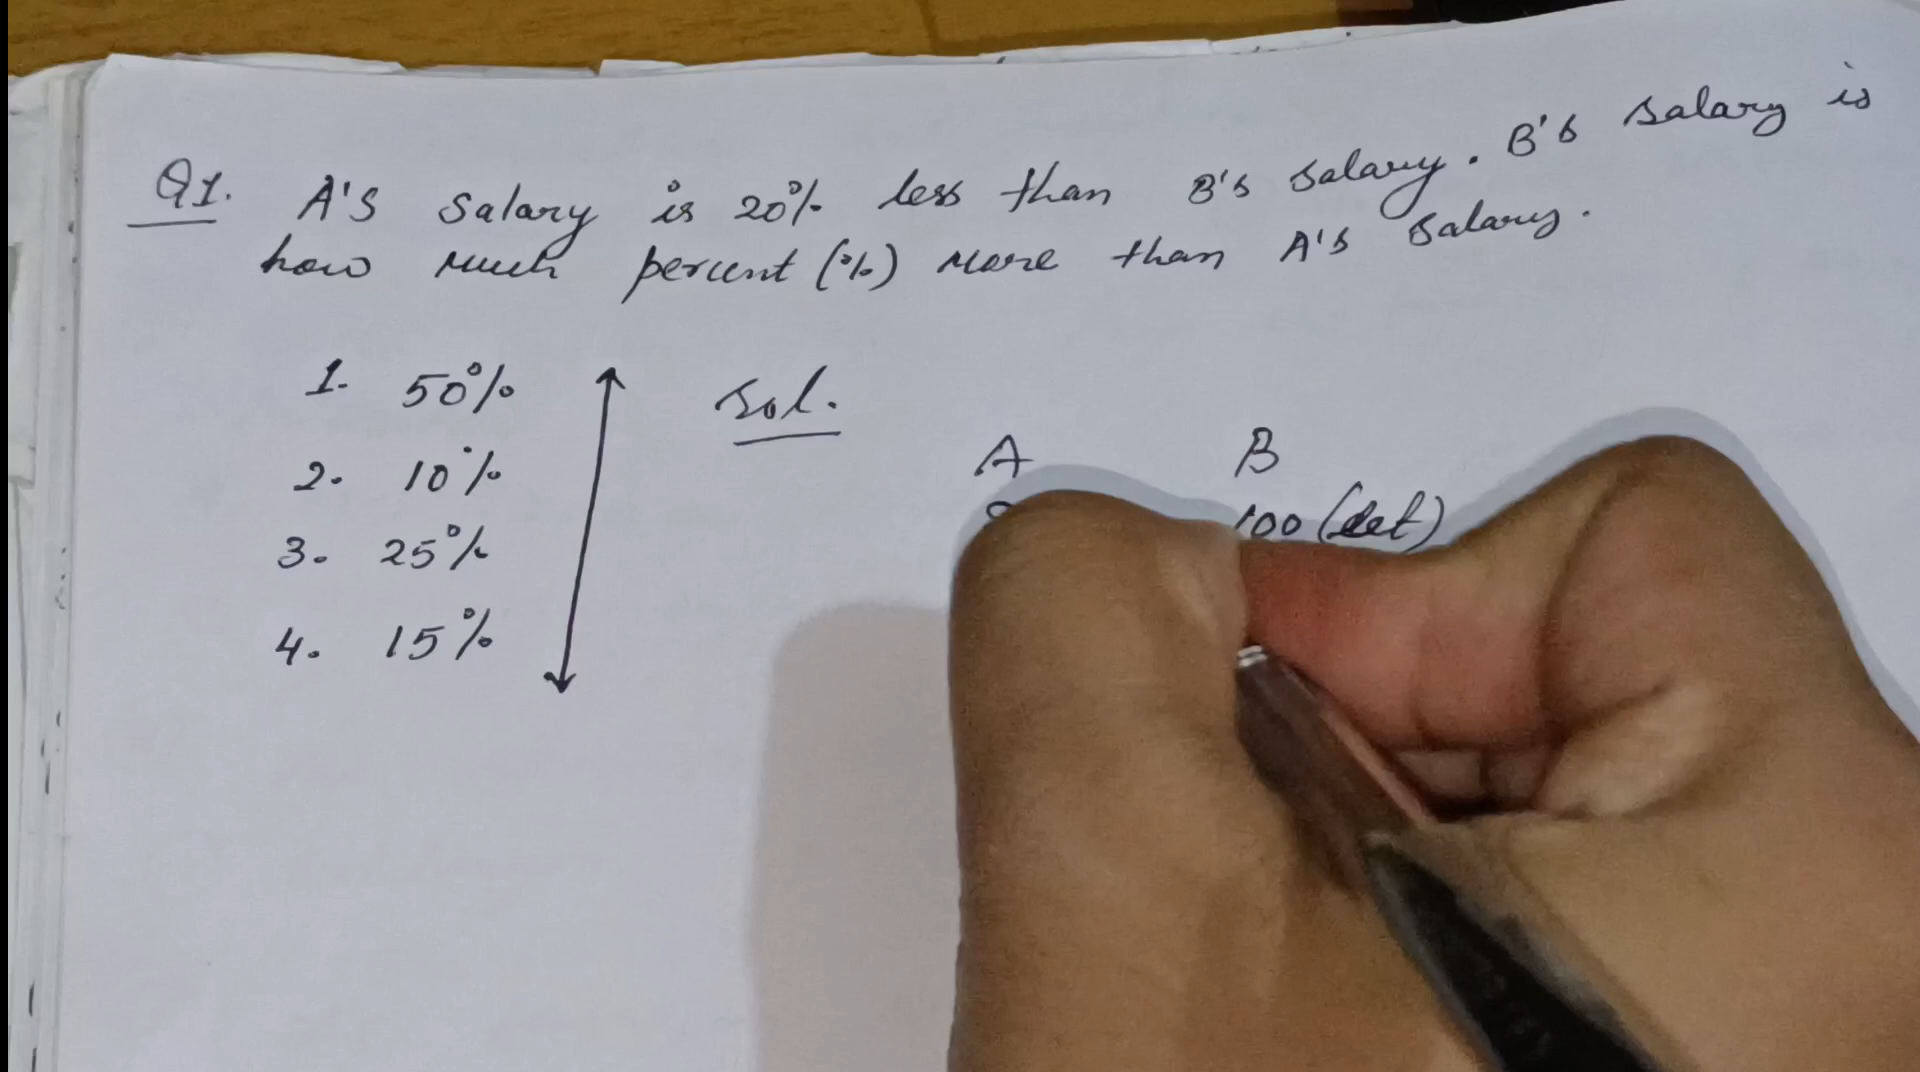 Q1. A's salary is 20% less than B's salary. B's salary is
how much percent (%) more than A's salary.
1. 50%
2. 10%
3. 25%
4. 15%
Sol.
A B
100 (let)